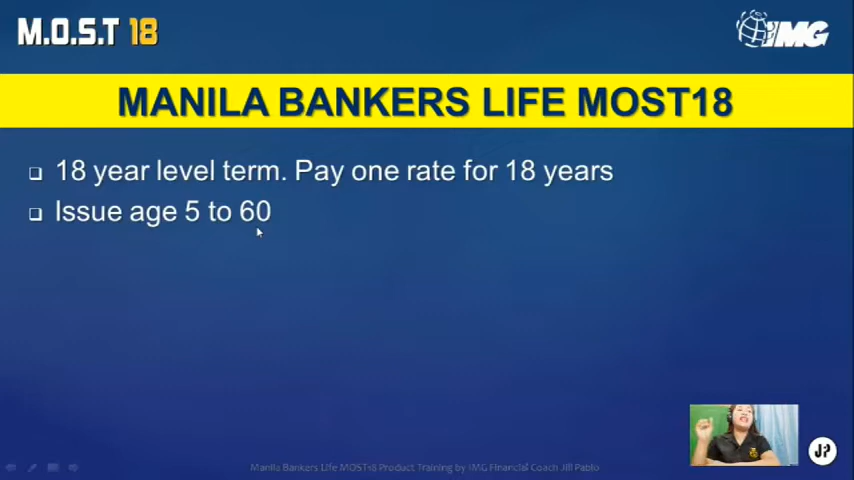 M.O.S.T 18
IMG
MANILA BANKERS LIFE MOST18
18 year level term. Pay one rate for 18 years
Issue age 5 to 60
JP
Manila Bankers Life MOST18 Product Training by IMG Financial Coach Jill Pablo